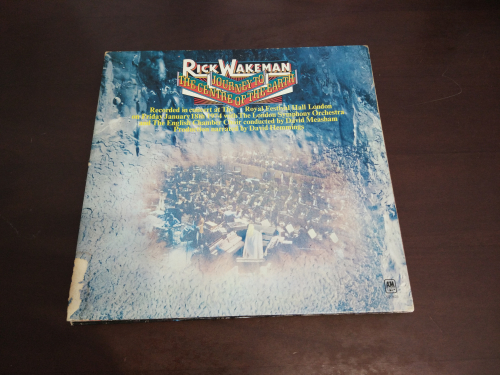 RICK WAKEMAN
JOURNEY TO
THE CENTRE OF THE EARTH
Recorded in concert at The Royal Festival Hall London
on Friday January 18th 1974 with The London Symphony Orchestra
and The English Chamber Choir conducted by David Measham
Production narrated by David Hemmings
A&M